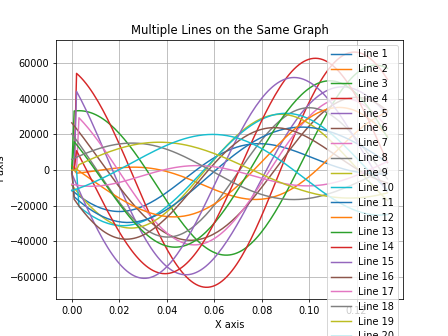 Multiple Lines on the Same Graph
60000
40000
20000
0
−20000
−40000
−60000
0.00
0.02
0.04
0.06
0.08
0.10
X axis
axis
Line 1
Line 2
Line 3
Line 4
Line 5
Line 6
Line 7
Line 8
Line 9
Line 10
Line 11
Line 12
Line 13
Line 14
Line 15
Line 16
Line 17
Line 18
Line 19
Line 20